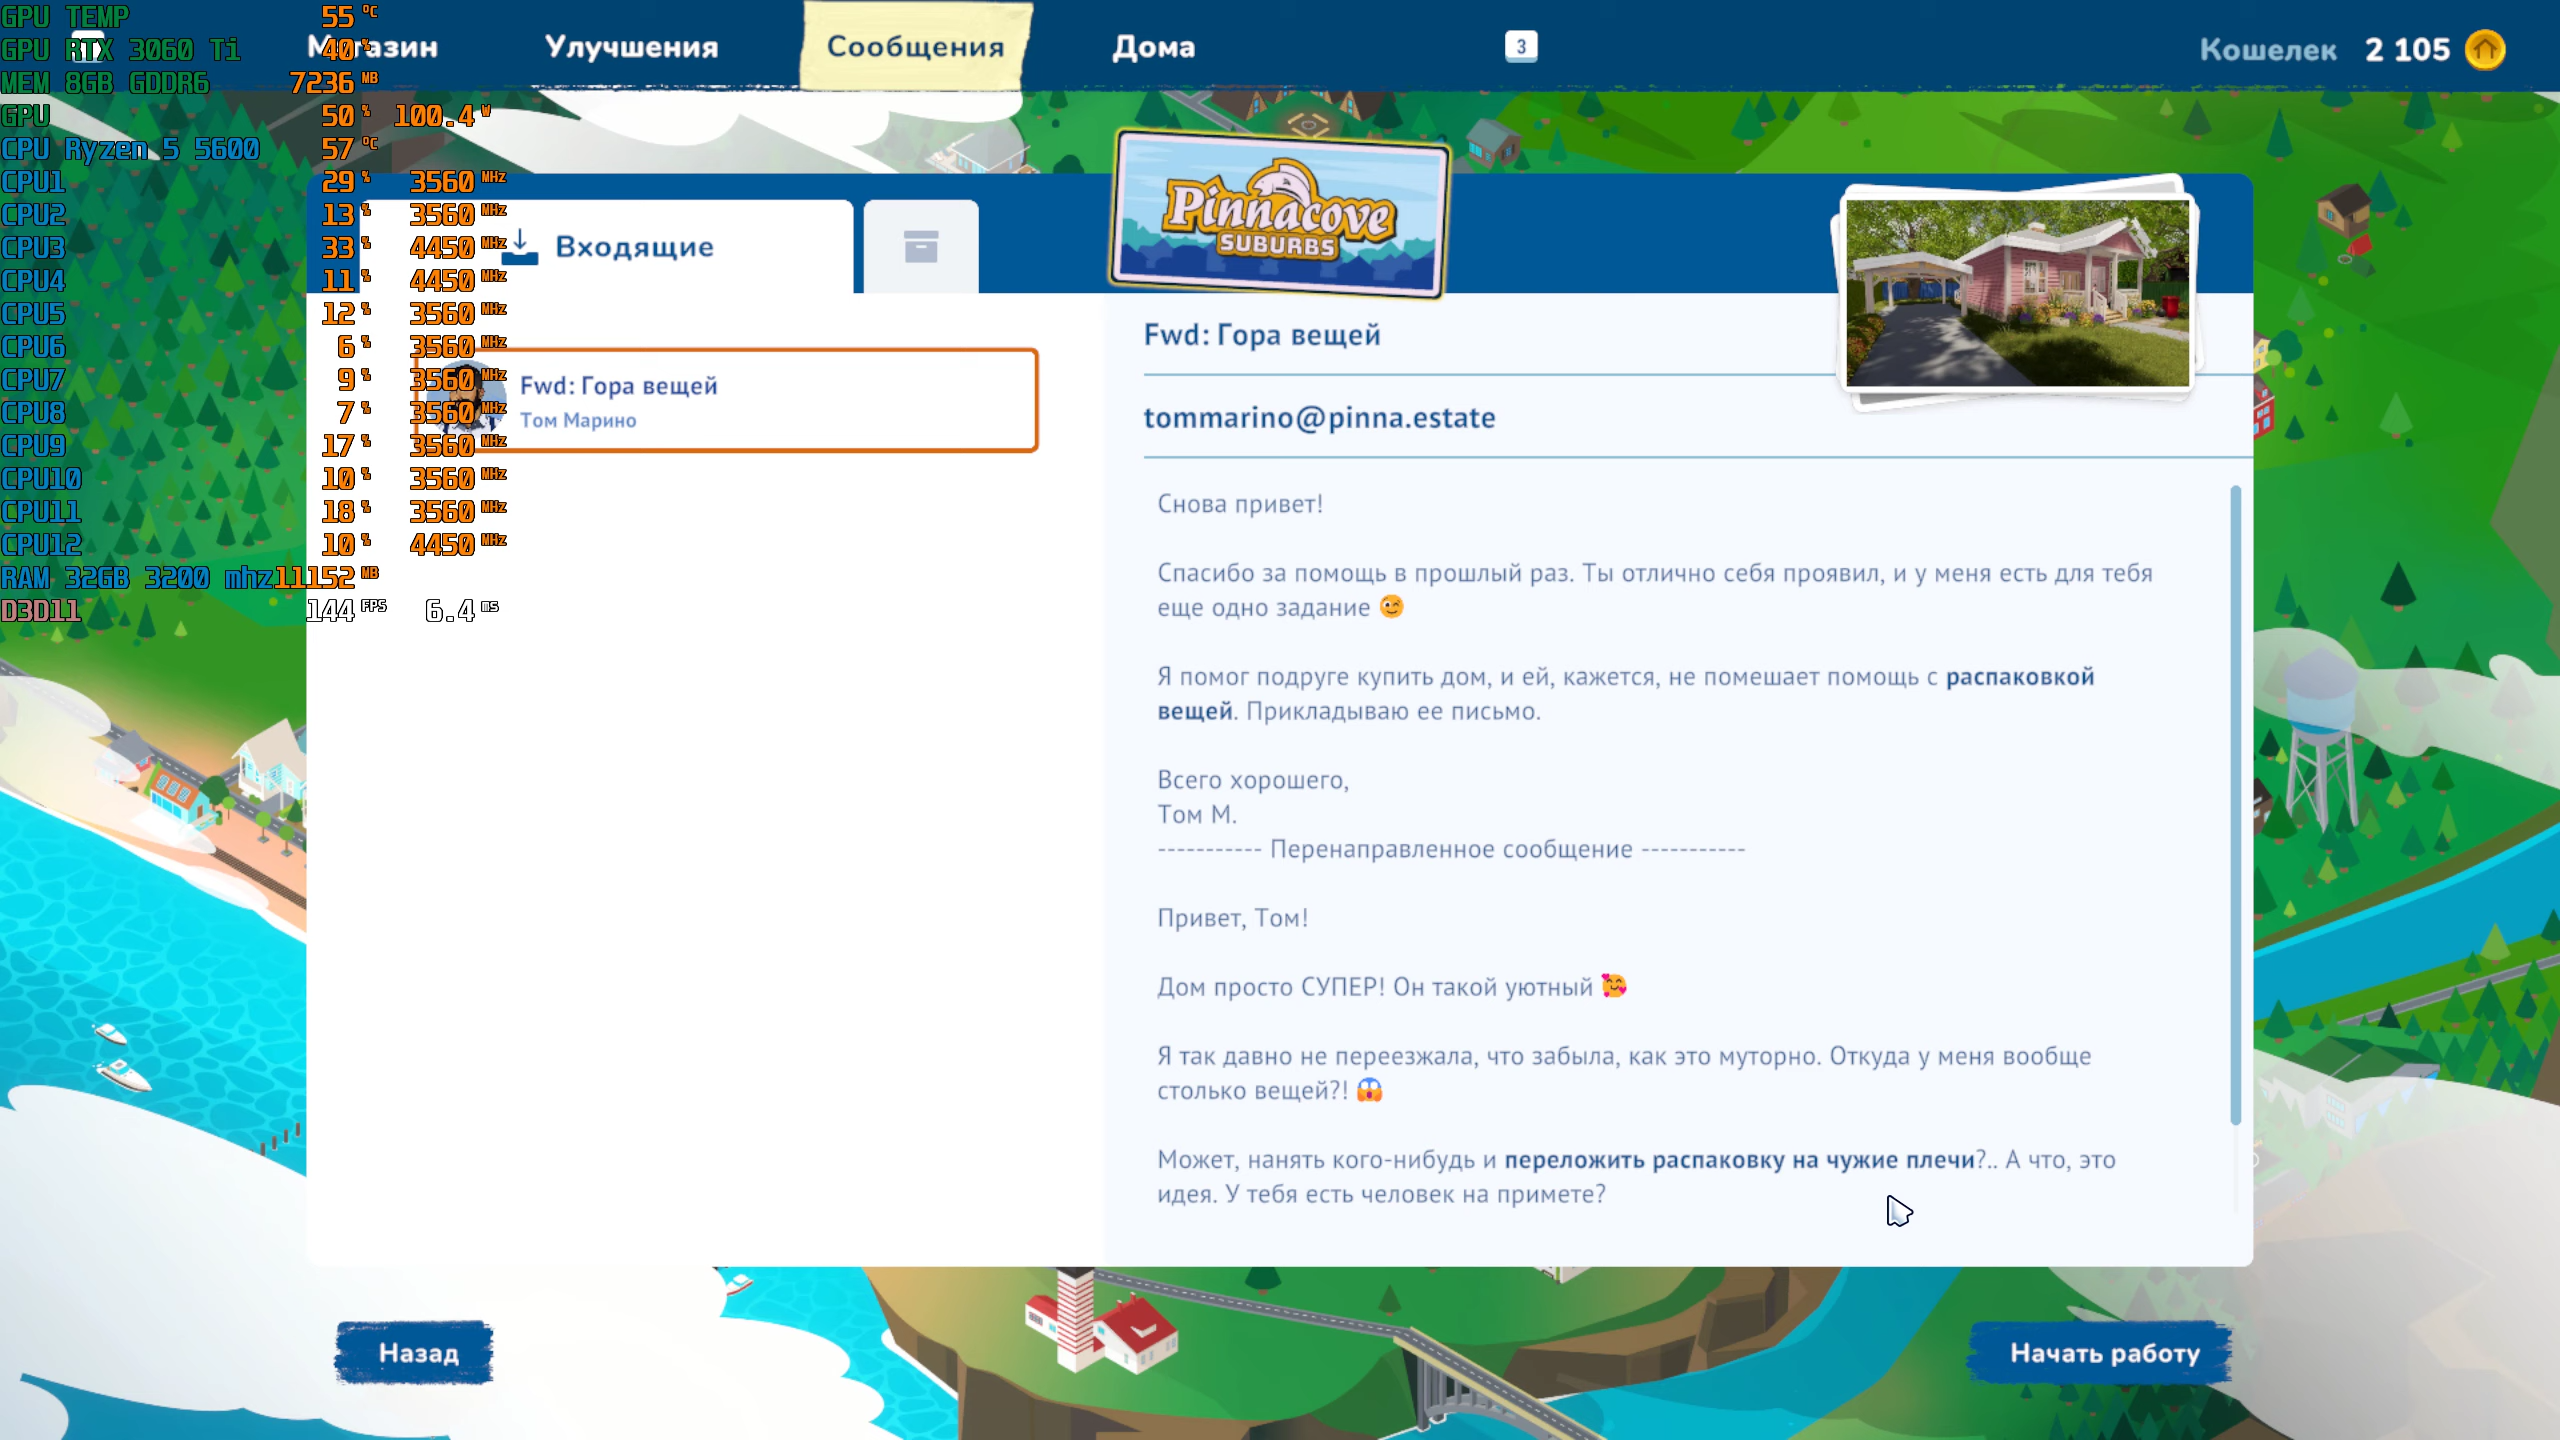 GPU TEMP 55 °C
GPU RTX 3060 Ti 40 %
MEM 8GB GDDR6 7236 MB
GPU 50 % 100.4 W
CPU Ryzen 5 5600 57 °C
CPU1 29 % 3560 MHz
CPU2 13 % 3560 MHz
CPU3 33 % 4450 MHz
CPU4 11 % 4450 MHz
CPU5 12 % 3560 MHz
CPU6 6 % 3560 MHz
CPU7 9 % 3560 MHz
CPU8 7 % 3560 MHz
CPU9 17 % 3560 MHz
CPU10 10 % 3560 MHz
CPU11 18 % 3560 MHz
CPU12 10 % 4450 MHz
RAM 32GB 3200 mhz 11152 MB
D3D11 144 FPS 6.4 ms
Магазин Улучшения Сообщения Дома 3 Кошелек 2 105
Pinnacove
SUBURBS
Входящие
Fwd: Гора вещей
Том Марино
Fwd: Гора вещей
tommarino@pinna.estate
Снова привет!
Спасибо за помощь в прошлый раз. Ты отлично себя проявил, и у меня есть для тебя
еще одно задание 😉
Я помог подруге купить дом, и ей, кажется, не помешает помощь с распаковкой
вещей. Прикладываю ее письмо.
Всего хорошего,
Том М.
----------- Перенаправленное сообщение -----------
Привет, Том!
Дом просто СУПЕР! Он такой уютный 🥰
Я так давно не переезжала, что забыла, как это муторно. Откуда у меня вообще
столько вещей?! 😱
Может, нанять кого-нибудь и переложить распаковку на чужие плечи?.. А что, это
идея. У тебя есть человек на примете?
Назад
Начать работу